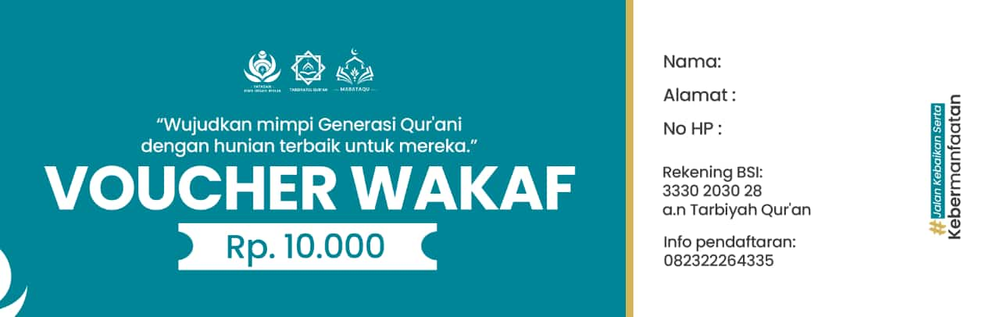 YAYASAN
TARBIYATUL QUR'AN
MABATAQU
“Wujudkan mimpi Generasi Qur'ani
dengan hunian terbaik untuk mereka.”
VOUCHER WAKAF
Rp. 10.000
Nama:
Alamat :
No HP :
Rekening BSI:
3330 2030 28
a.n Tarbiyah Qur'an
Info pendaftaran:
082322264335
#Jalan Kebaikan Serta
Kebermanfaatan